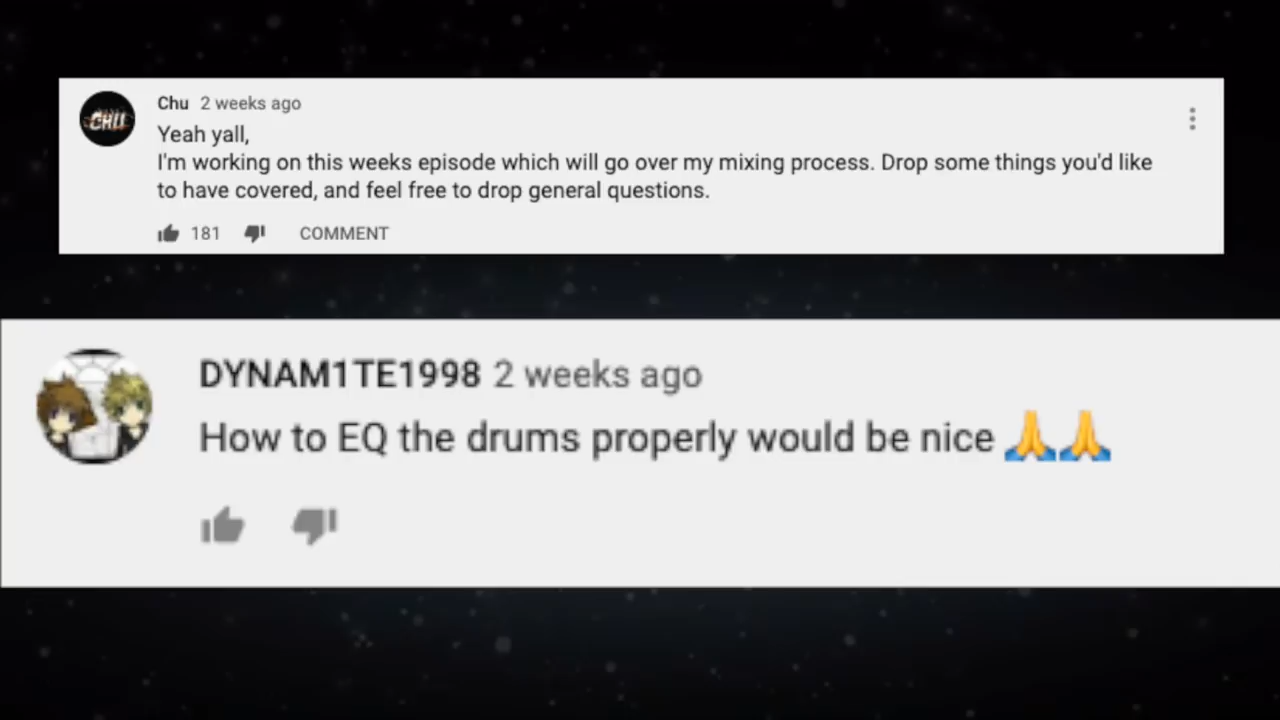 CHU
Chu 2 weeks ago
Yeah yall,
I'm working on this weeks episode which will go over my mixing process. Drop some things you'd like
to have covered, and feel free to drop general questions.
181 COMMENT
DYNAM1TE1998 2 weeks ago
How to EQ the drums properly would be nice 🙏🙏